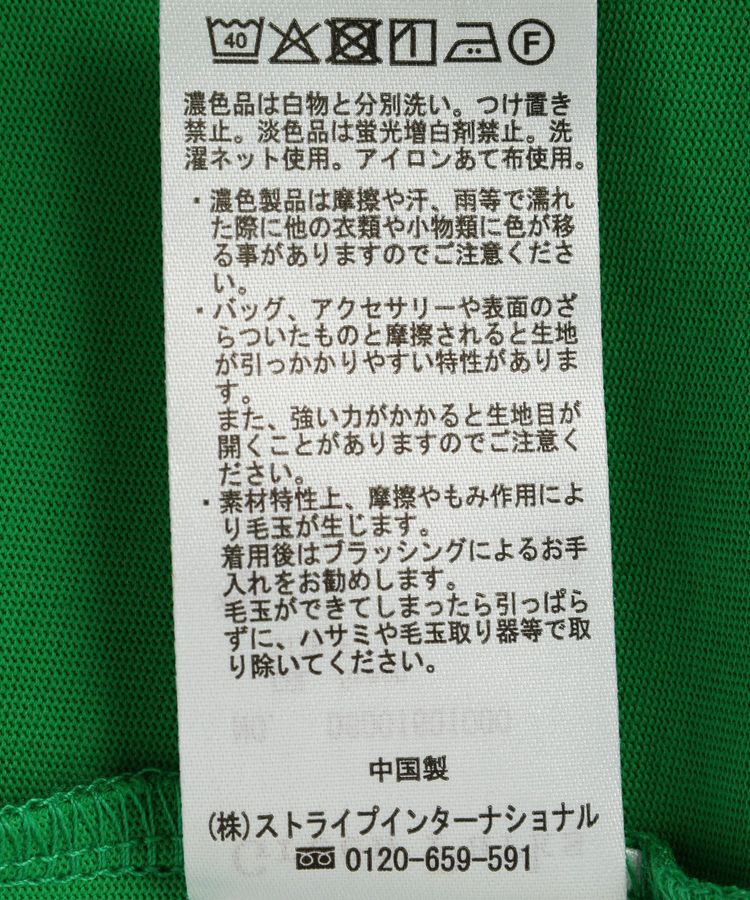 40 F
濃色品は白物と分別洗い。つけ置き
禁止。淡色品は蛍光増白剤禁止。洗
濯ネット使用。アイロンあて布使用。
・濃色製品は摩擦や汗、雨等で濡れ
た際に他の衣類や小物類に色が移
る事がありますのでご注意くださ
い。
・バッグ、アクセサリーや表面のざ
らついたものと摩擦されると生地
が引っかかりやすい特性がありま
す。
また、強い力がかかると生地目が
開くことがありますのでご注意く
ださい。
・素材特性上、摩擦やもみ作用によ
り毛玉が生じます。
着用後はブラッシングによるお手
入れをお勧めします。
毛玉ができてしまったら引っぱら
ずに、ハサミや毛玉取り器等で取
り除いてください。
中国製
(株)ストライプインターナショナル
0120-659-591